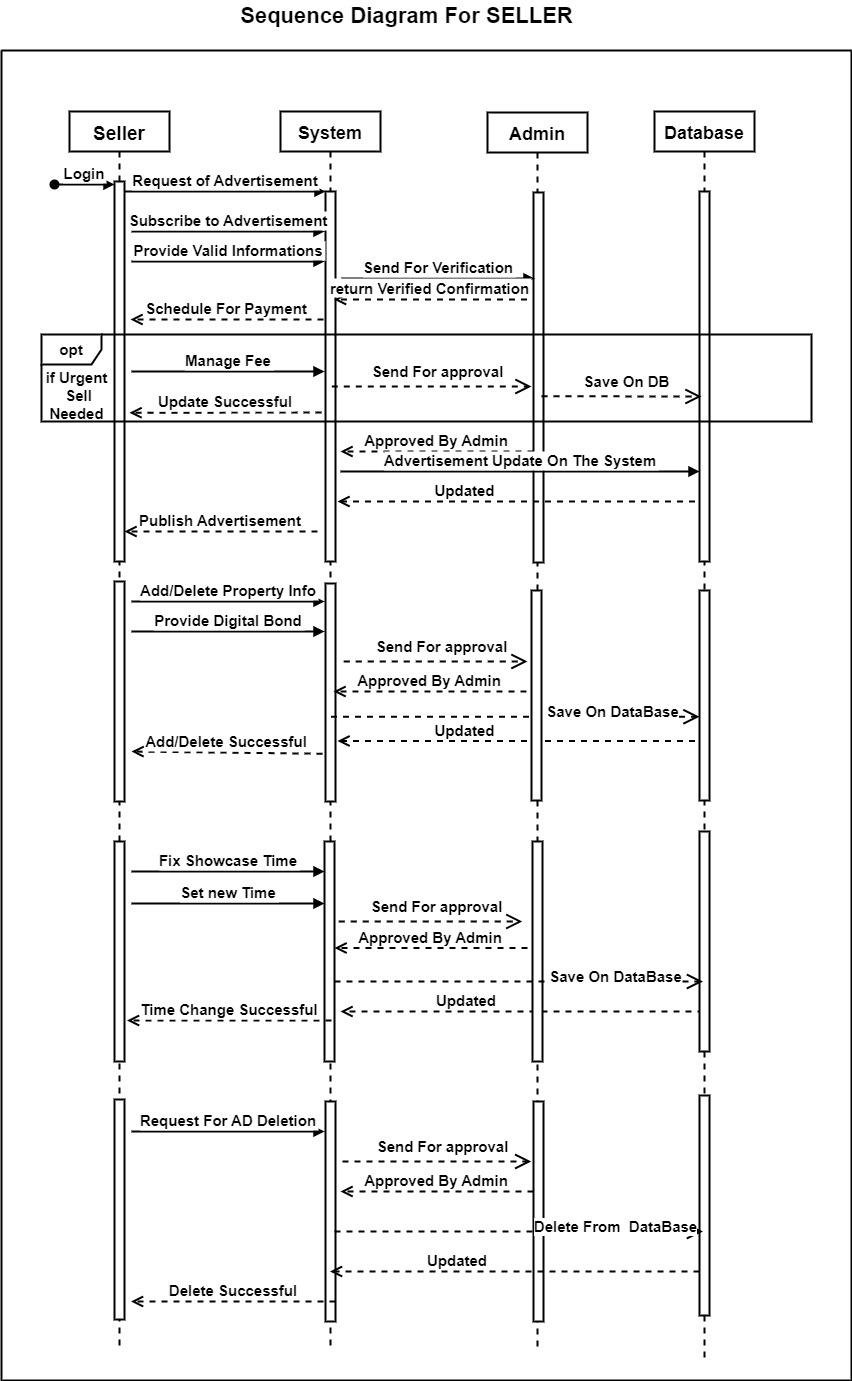 Sequence Diagram For SELLER
Seller
System
Admin
Database
Login
Request of Advertisement
Subscribe to Advertisement
Provide Valid Informations
Send For Verification
return Verified Confirmation
Schedule For Payment
opt
if Urgent
Sell
Needed
Manage Fee
Send For approval
Save On DB
Update Successful
Approved By Admin
Advertisement Update On The System
Updated
Publish Advertisement
Add/Delete Property Info
Provide Digital Bond
Send For approval
Approved By Admin
Save On DataBase
Updated
Add/Delete Successful
Fix Showcase Time
Set new Time
Send For approval
Approved By Admin
Save On DataBase
Updated
Time Change Successful
Request For AD Deletion
Send For approval
Approved By Admin
Delete From  DataBase
Updated
Delete Successful